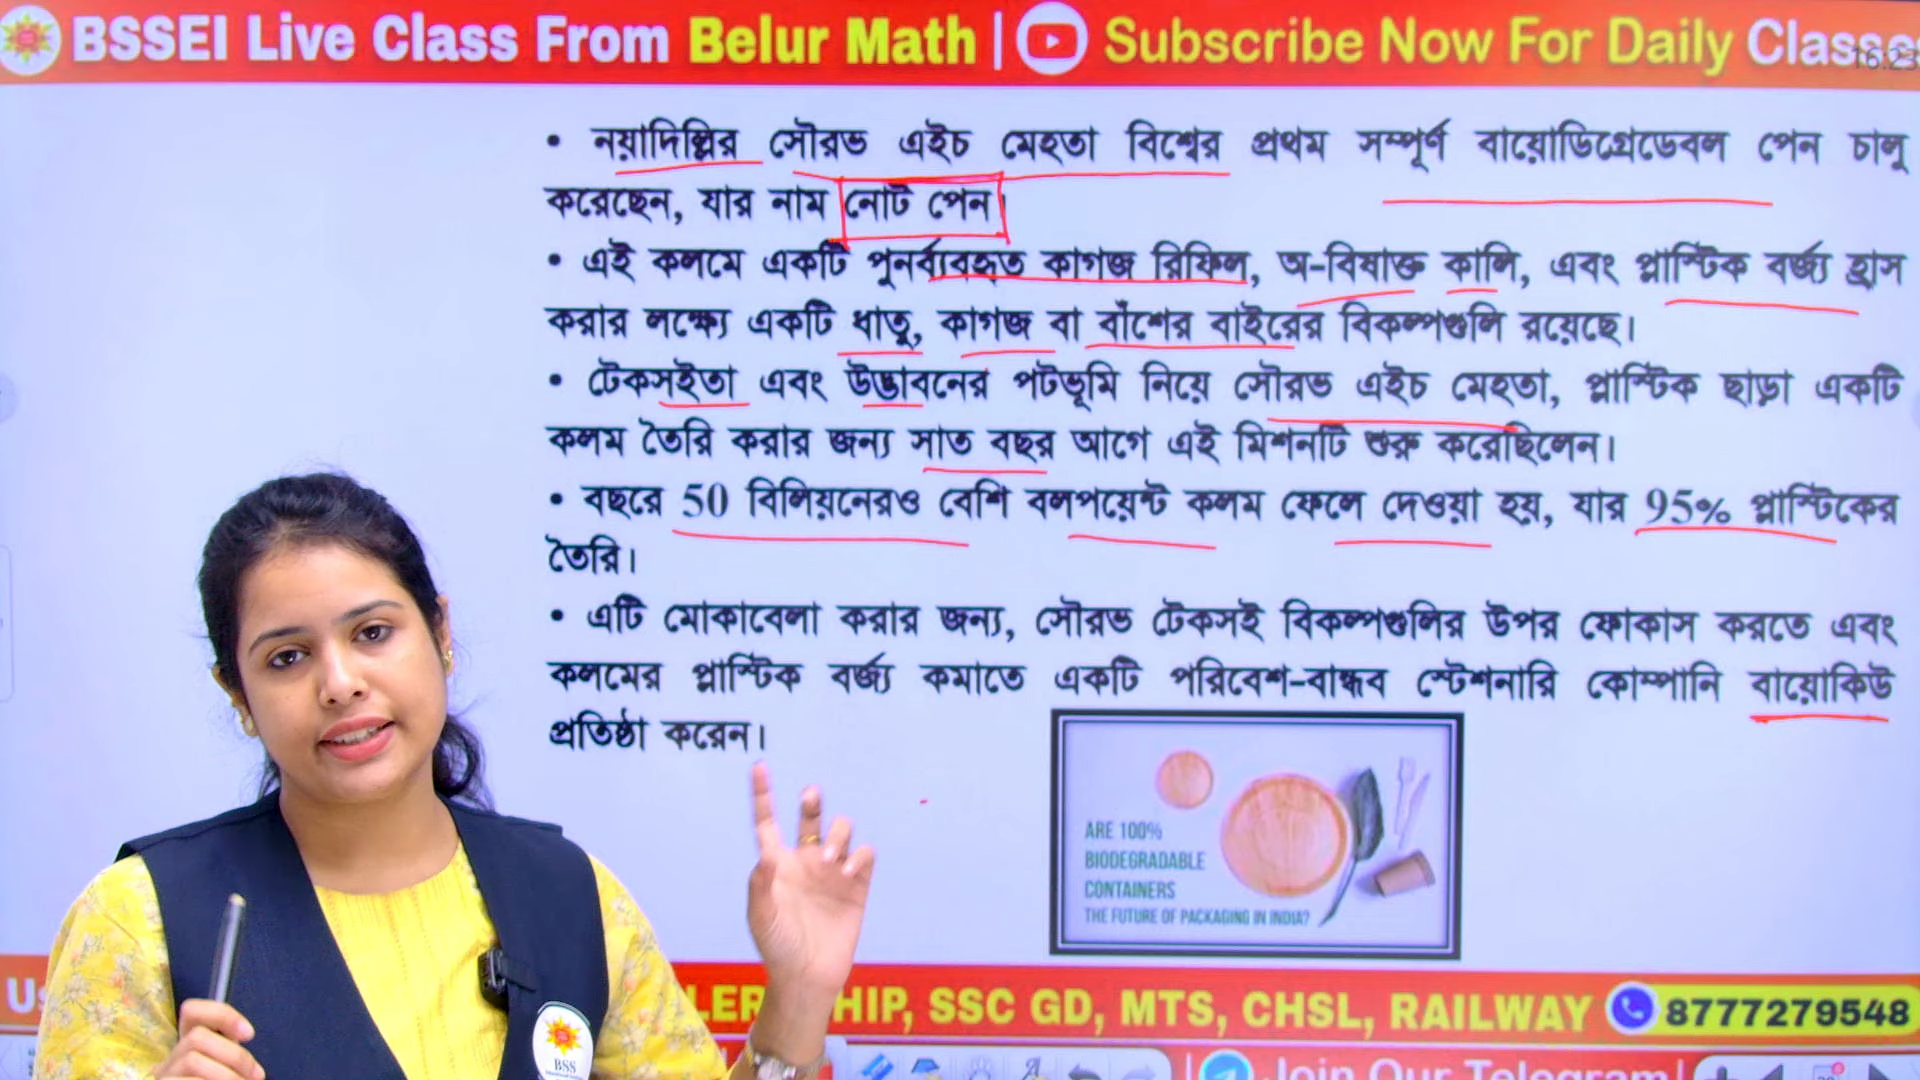 BSSEI Live Class From Belur Math | Subscribe Now For Daily Classes
16:23
• নয়াদিল্লির সৌরভ এইচ মেহতা বিশ্বের প্রথম সম্পূর্ণ বায়োডিগ্রেডেবল পেন চালু
করেছেন, যার নাম নোট পেন।
• এই কলমে একটি পুনর্ব্যবহৃত কাগজ রিফিল, অ-বিষাক্ত কালি, এবং প্লাস্টিক বর্জ্য হ্রাস
করার লক্ষ্যে একটি ধাতু, কাগজ বা বাঁশের বাইরের বিকল্পগুলি রয়েছে।
• টেকসইতা এবং উদ্ভাবনের পটভূমি নিয়ে সৌরভ এইচ মেহতা, প্লাস্টিক ছাড়া একটি
কলম তৈরি করার জন্য সাত বছর আগে এই মিশনটি শুরু করেছিলেন।
• বছরে 50 বিলিয়নেরও বেশি বলপয়েন্ট কলম ফেলে দেওয়া হয়, যার 95% প্লাস্টিকের
তৈরি।
• এটি মোকাবেলা করার জন্য, সৌরভ টেকসই বিকল্পগুলির উপর ফোকাস করতে এবং
কলমের প্লাস্টিক বর্জ্য কমাতে একটি পরিবেশ-বান্ধব স্টেশনারি কোম্পানি বায়োকিউ
প্রতিষ্ঠা করেন।
ARE 100%
BIODEGRADABLE
CONTAINERS
THE FUTURE OF PACKAGING IN INDIA?
HIP, SSC GD, MTS, CHSL, RAILWAY 8777279548
BSS
Join Our Telegram